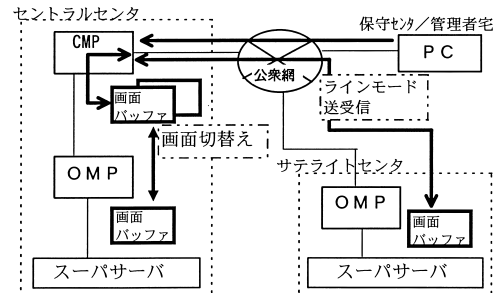 セントラルセンタ
保守ｾﾝﾀ／管理者宅
CMP
ＰＣ
公衆網
画面
バッファ
ラインモード
送受信
画面切替え
サテライトセンタ
ＯＭＰ
ＯＭＰ
画面
バッファ
画面
バッファ
スーパサーバ
スーパサーバ